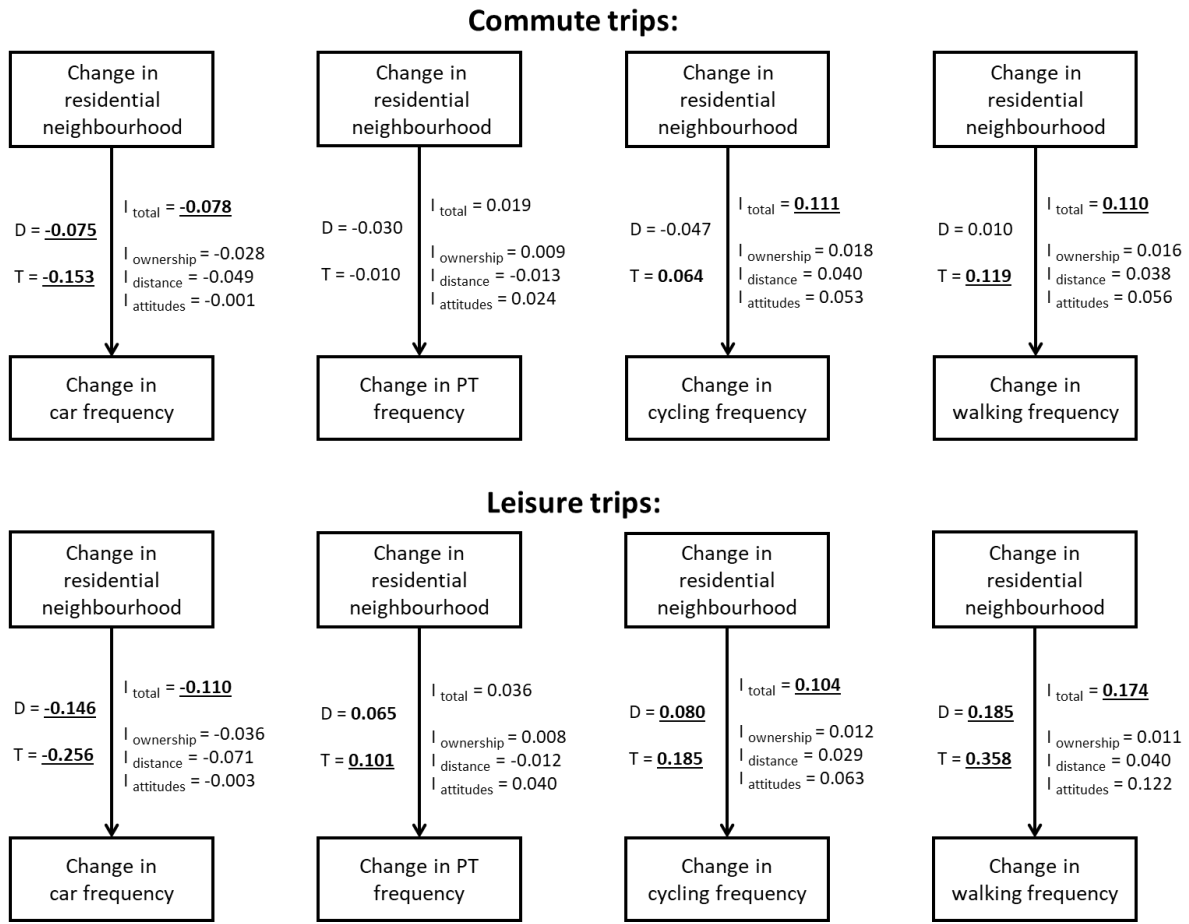 Commute trips:
Change in
residential
neighbourhood
D = -0.075
T = -0.153
I total = -0.078
I ownership = -0.028
I distance = -0.049
I attitudes = -0.001
Change in
car frequency
Change in
residential
neighbourhood
D = -0.030
T = -0.010
I total = 0.019
I ownership = 0.009
I distance = -0.013
I attitudes = 0.024
Change in PT
frequency
Change in
residential
neighbourhood
D = -0.047
T = 0.064
I total = 0.111
I ownership = 0.018
I distance = 0.040
I attitudes = 0.053
Change in
cycling frequency
Change in
residential
neighbourhood
D = 0.010
T = 0.119
I total = 0.110
I ownership = 0.016
I distance = 0.038
I attitudes = 0.056
Change in
walking frequency
Leisure trips:
Change in
residential
neighbourhood
D = -0.146
T = -0.256
I total = -0.110
I ownership = -0.036
I distance = -0.071
I attitudes = -0.003
Change in
car frequency
Change in
residential
neighbourhood
D = 0.065
T = 0.101
I total = 0.036
I ownership = 0.008
I distance = -0.012
I attitudes = 0.040
Change in PT
frequency
Change in
residential
neighbourhood
D = 0.080
T = 0.185
I total = 0.104
I ownership = 0.012
I distance = 0.029
I attitudes = 0.063
Change in
cycling frequency
Change in
residential
neighbourhood
D = 0.185
T = 0.358
I total = 0.174
I ownership = 0.011
I distance = 0.040
I attitudes = 0.122
Change in
walking frequency